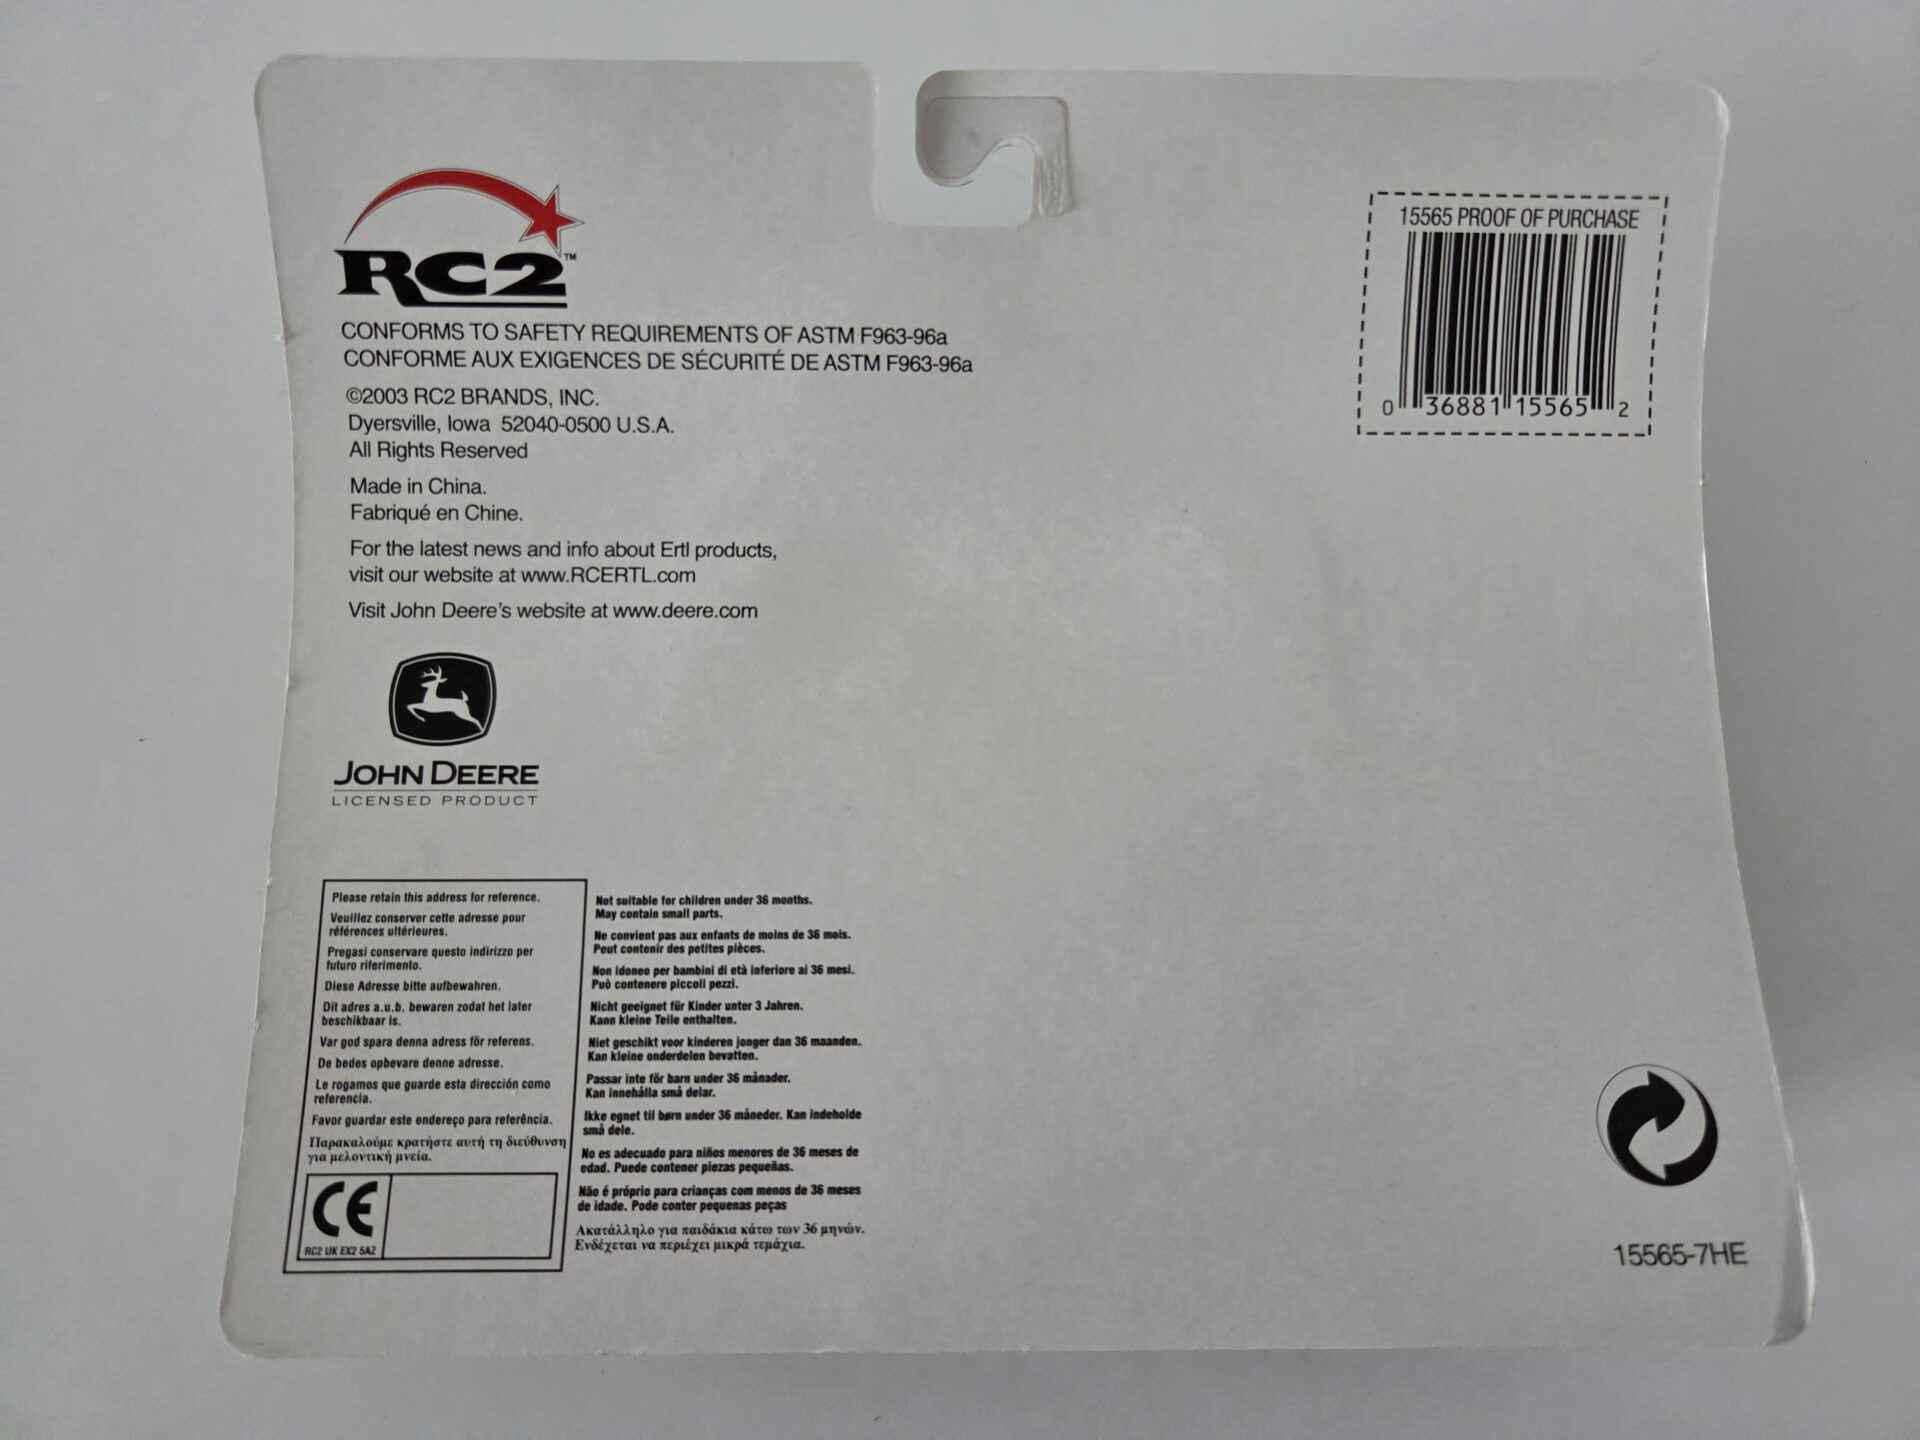 RC2™
CONFORMS TO SAFETY REQUIREMENTS OF ASTM F963-96a
CONFORME AUX EXIGENCES DE SÉCURITÉ DE ASTM F963-96a
©2003 RC2 BRANDS, INC.
Dyersville, Iowa 52040-0500 U.S.A.
All Rights Reserved
Made in China.
Fabriqué en Chine.
For the latest news and info about Ertl products,
visit our website at www.RCERTL.com
Visit John Deere's website at www.deere.com
JOHN DEERE
LICENSED PRODUCT
15565 PROOF OF PURCHASE
0 36881 15565 2
Please retain this address for reference.
Veuillez conserver cette adresse pour
références ultérieures.
Pregasi conservare questo indirizzo per
futuro riferimento.
Diese Adresse bitte aufbewahren.
Dit adres a.u.b. bewaren zodat het later
beschikbaar is.
Var god spara denna adress för referens.
De bedes opbevare denne adresse.
Le rogamos que guarde esta dirección como
referencia.
Favor guardar este endereço para referência.
Παρακαλούμε κρατήστε αυτή τη διεύθυνση
για μελοντική μνεία.
CE
RC2 UK EX2 5AZ
Not suitable for children under 36 months.
May contain small parts.
Ne convient pas aux enfants de moins de 36 mois.
Peut contenir des petites pièces.
Non idoneo per bambini di età inferiore ai 36 mesi.
Può contenere piccoli pezzi.
Nicht geeignet für Kinder unter 3 Jahren.
Kann kleine Teile enthalten.
Niet geschikt voor kinderen jonger dan 36 maanden.
Kan kleine onderdelen bevatten.
Passar inte för barn under 36 månader.
Kan innehålla små delar.
Ikke egnet til børn under 36 måneder. Kan indeholde
små dele.
No es adecuado para niños menores de 36 meses de
edad. Puede contener piezas pequeñas.
Não é próprio para crianças com menos de 36 meses
de idade. Pode conter pequenas peças
Ακατάλληλο για παιδάκια κάτω των 36 μηνών.
Ενδέχεται να περιέχει μικρά τεμάχια.
15565-7HE